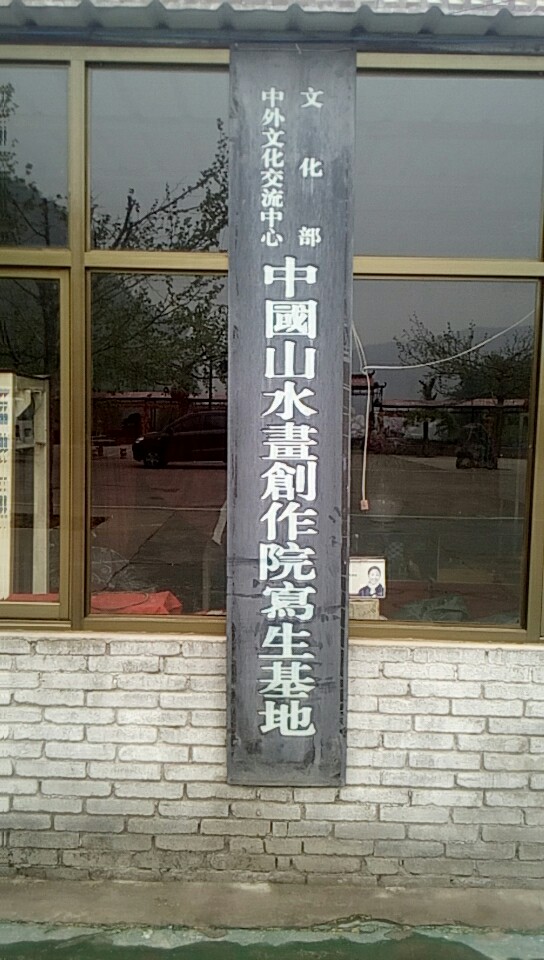 文化部
中外文化交流中心
中國山水畫創作院寫生基地